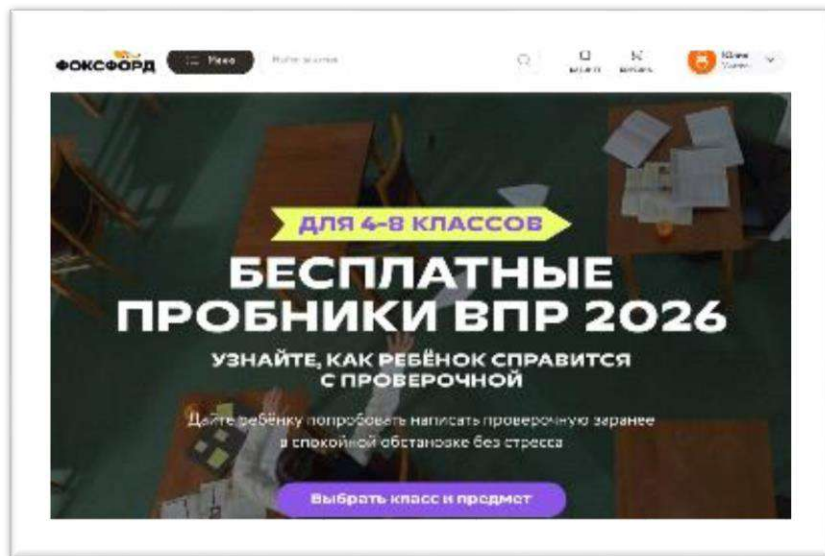 ФОКСФОРД
Меню
ДЛЯ 4-8 КЛАССОВ
БЕСПЛАТНЫЕ
ПРОБНИКИ ВПР 2026
УЗНАЙТЕ, КАК РЕБЁНОК СПРАВИТСЯ
С ПРОВЕРОЧНОЙ
Дайте ребёнку попробовать написать проверочную заранее
в спокойной обстановке без стресса
Выбрать класс и предмет